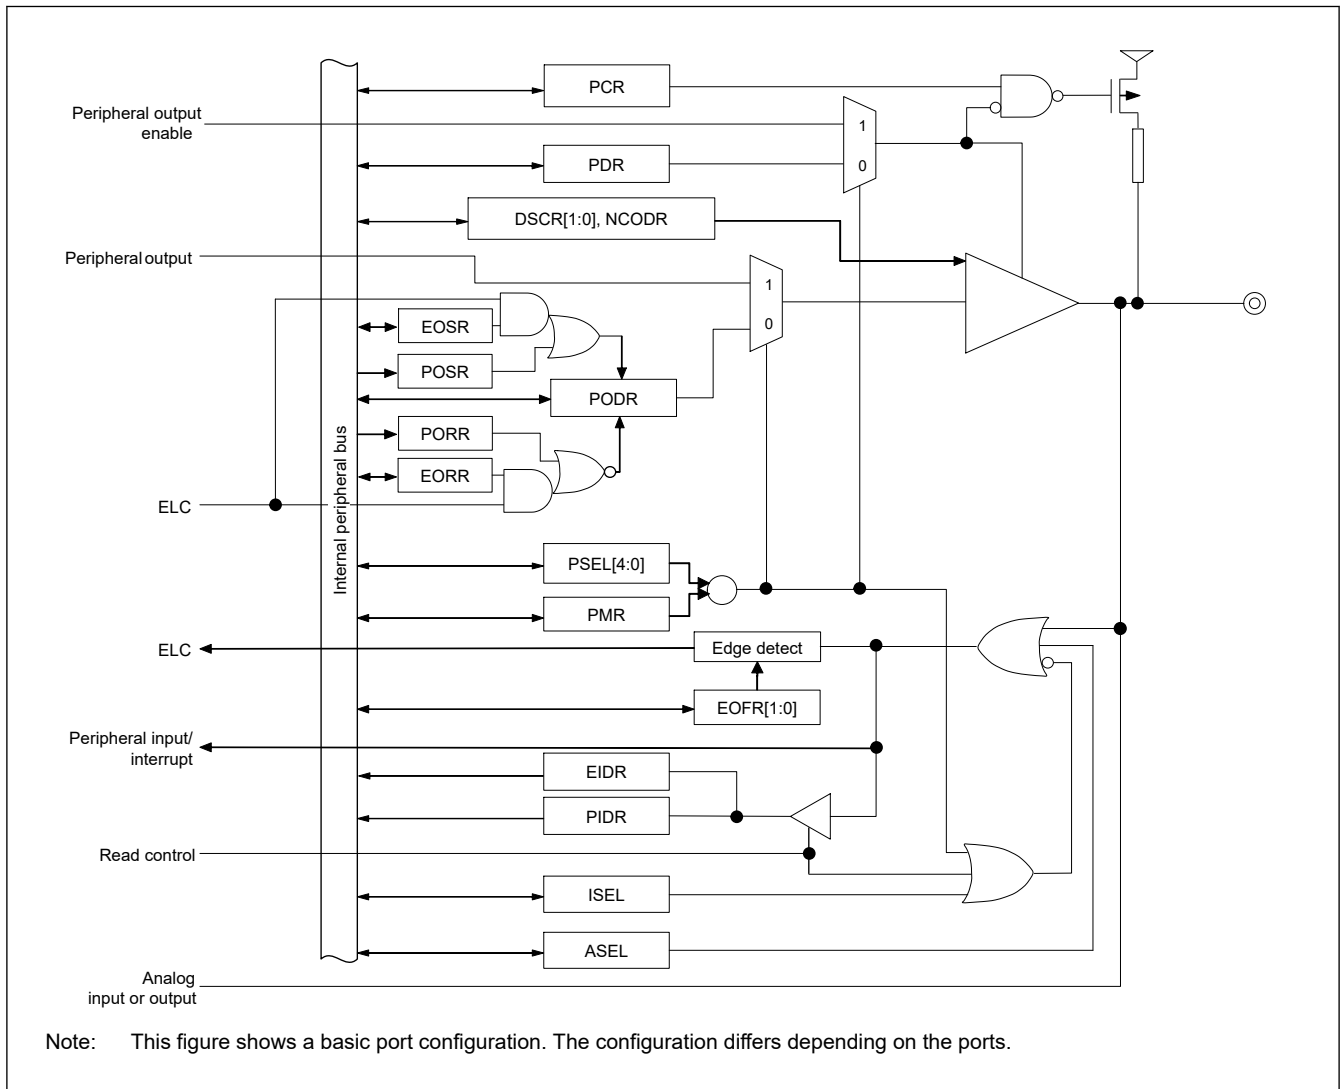 PCR
Peripheral output
enable
1
0
PDR
DSCR[1:0], NCODR
Peripheral output
1
0
EOSR
POSR
PODR
PORR
EORR
Internal peripheral bus
ELC
PSEL[4:0]
PMR
ELC
Edge detect
EOFR[1:0]
Peripheral input/
interrupt
EIDR
PIDR
Read control
ISEL
ASEL
Analog
input or output
Note: This figure shows a basic port configuration. The configuration differs depending on the ports.